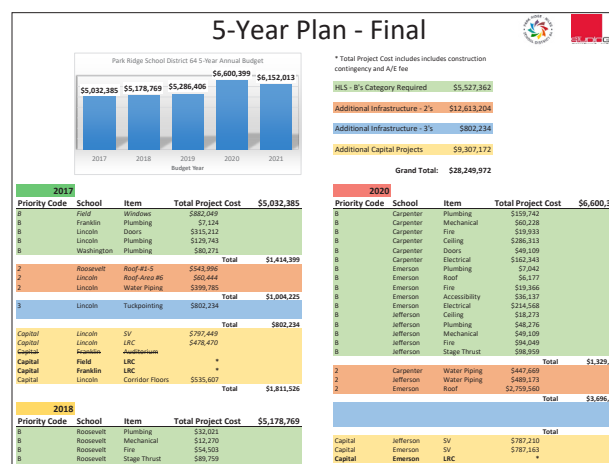 5-Year Plan - Final
Park Ridge School District 64 5-Year Annual Budget
$5,032,385 $5,178,769 $5,286,406 $6,600,399 $6,152,013
2017 2018 2019 2020 2021
Budget Year
* Total Project Cost includes includes construction
contingency and A/E fee
HLS - B's Category Required $5,527,362
Additional Infrastructure - 2's $12,613,204
Additional Infrastructure - 3's $802,234
Additional Capital Projects $9,307,172
Grand Total: $28,249,972
2017
Priority Code School Item Total Project Cost $5,032,385
B Field Windows $882,049
B Franklin Plumbing $7,124
B Lincoln Doors $315,212
B Lincoln Plumbing $129,743
B Washington Plumbing $80,271
Total $1,414,399
2 Roosevelt Roof-#1-5 $543,996
2 Lincoln Roof-Area #6 $60,444
2 Lincoln Water Piping $399,785
Total $1,004,225
3 Lincoln Tuckpointing $802,234
Total $802,234
Capital Lincoln SV $797,449
Capital Lincoln LRC $478,470
Capital Franklin Auditorium
Capital Field LRC *
Capital Franklin LRC *
Capital Lincoln Corridor Floors $535,607
Total $1,811,526
2018
Priority Code School Item Total Project Cost $5,178,769
B Roosevelt Plumbing $32,021
B Roosevelt Mechanical $12,270
B Roosevelt Fire $54,503
B Roosevelt Stage Thrust $89,759
2020
Priority Code School Item Total Project Cost $6,600,3
B Carpenter Plumbing $159,742
B Carpenter Mechanical $60,228
B Carpenter Fire $19,933
B Carpenter Ceiling $286,313
B Carpenter Doors $49,109
B Carpenter Electrical $162,343
B Emerson Plumbing $7,042
B Emerson Roof $6,177
B Emerson Fire $19,366
B Emerson Accessibility $36,137
B Emerson Electrical $214,568
B Jefferson Ceiling $18,273
B Jefferson Plumbing $48,276
B Jefferson Mechanical $49,109
B Jefferson Fire $94,049
B Jefferson Stage Thrust $98,959
Total $1,329,
2 Carpenter Water Piping $447,669
2 Jefferson Water Piping $489,173
2 Emerson Roof $2,759,560
Total $3,696,
Total
Capital Jefferson SV $787,210
Capital Emerson SV $787,163
Capital Emerson LRC *